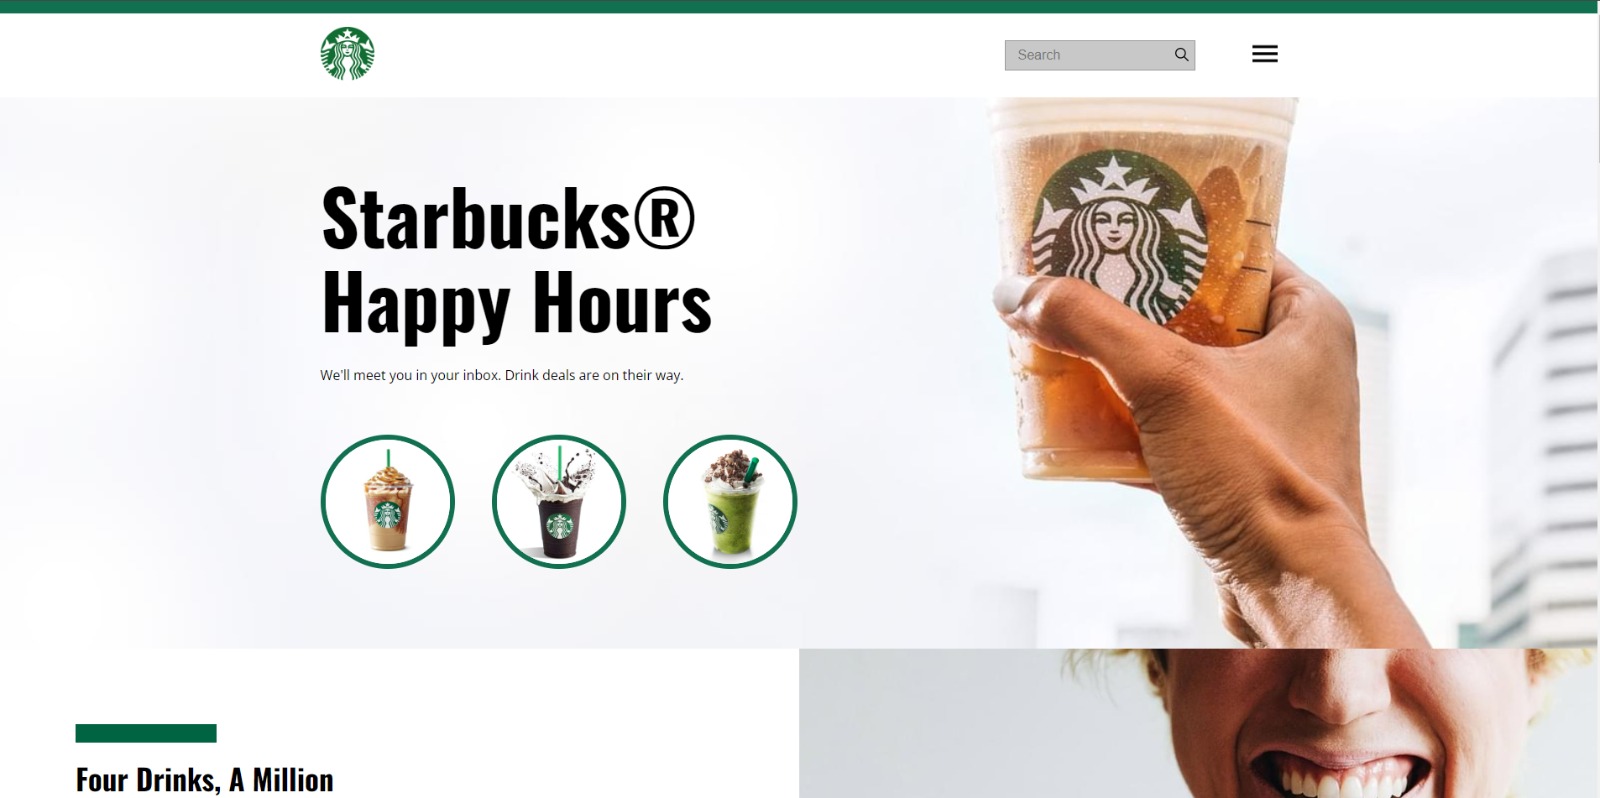 Search
Starbucks®
Happy Hours
We'll meet you in your inbox. Drink deals are on their way.
Four Drinks, A Million